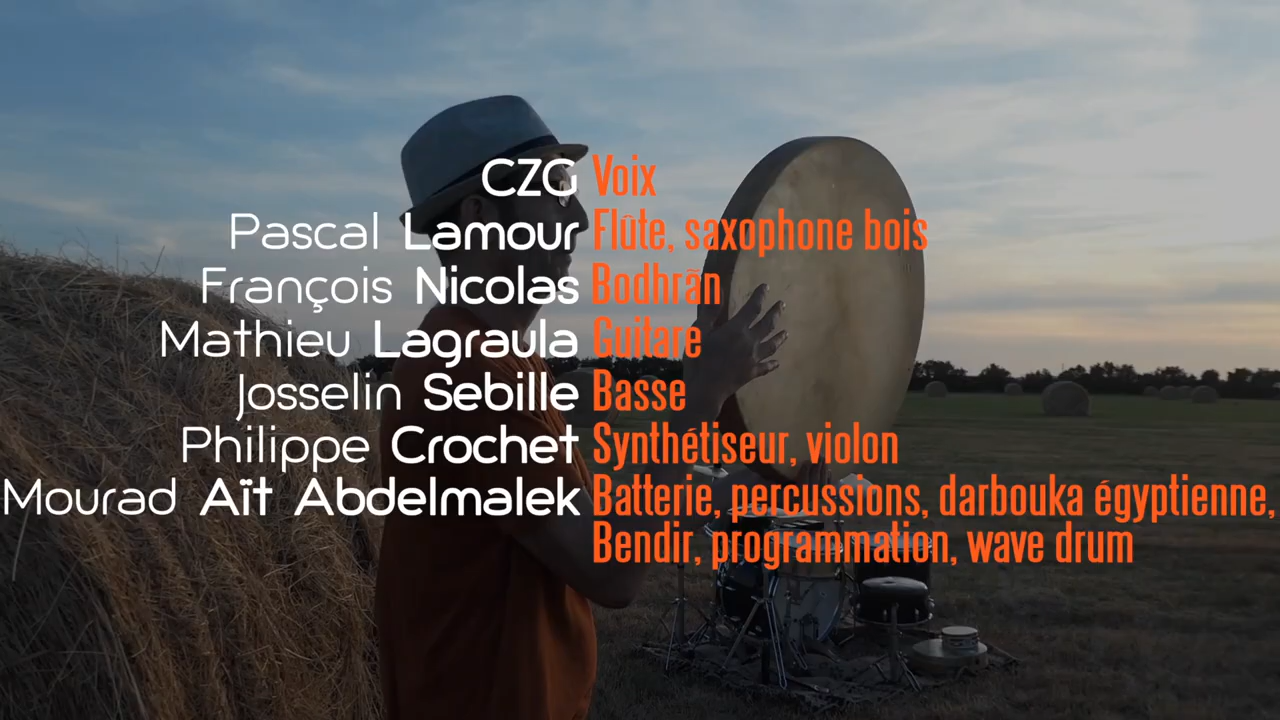 CZG Voix
Pascal Lamour Flûte, saxophone bois
François Nicolas Bodhrãn
Mathieu Lagraula Guitare
Josselin Sebille Basse
Philippe Crochet Synthétiseur, violon
Mourad Aït Abdelmalek Batterie, percussions, darbouka égyptienne,
Bendir, programmation, wave drum